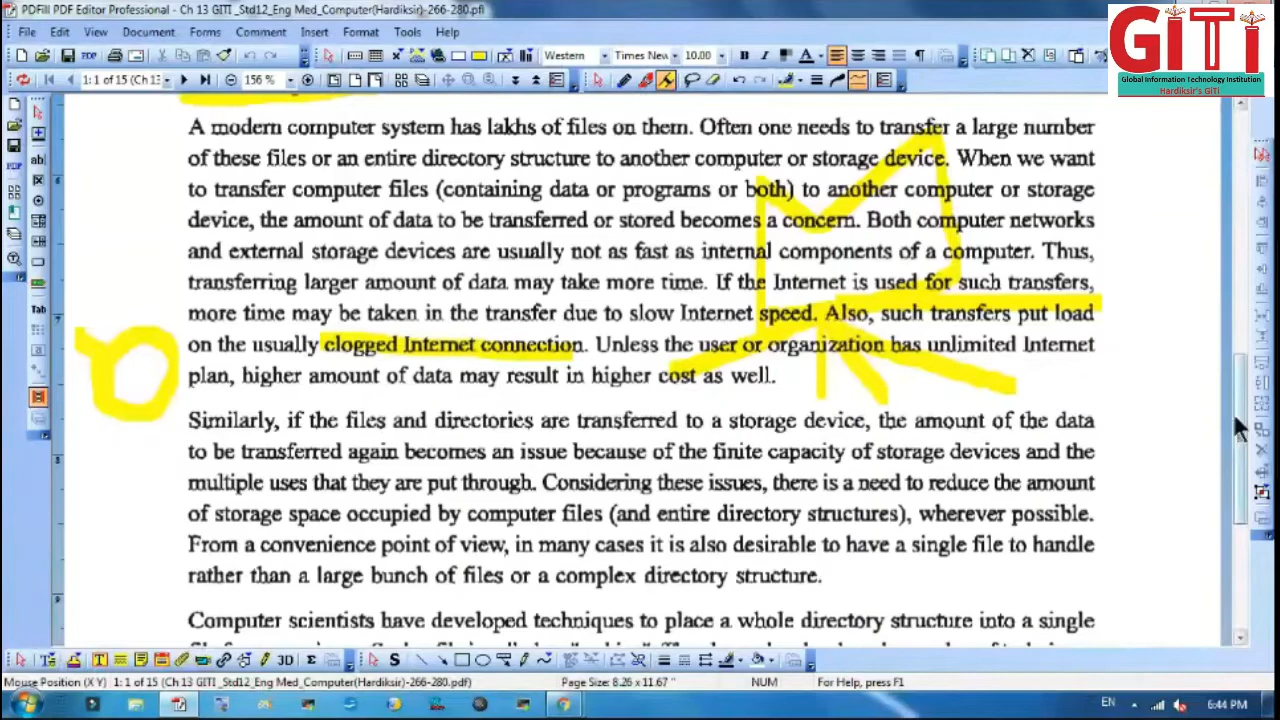 PDFill PDF Editor Professional - Ch 13 GITI _Std12_Eng Med_Computer(Hardiksir)-266-280.pdfl
File Edit View Document Forms Comment Insert Format Tools Help
PDF Western Times New 10.00 B I A
1:1 of 15 (Ch 13 156 %
GITI
Global Information Technology Institution
Hardiksir's GITI
A modern computer system has lakhs of files on them. Often one needs to transfer a large number
of these files or an entire directory structure to another computer or storage device. When we want
to transfer computer files (containing data or programs or both) to another computer or storage
device, the amount of data to be transferred or stored becomes a concern. Both computer networks
and external storage devices are usually not as fast as internal components of a computer. Thus,
transferring larger amount of data may take more time. If the Internet is used for such transfers,
more time may be taken in the transfer due to slow Internet speed. Also, such transfers put load
on the usually clogged Internet connection. Unless the user or organization has unlimited Internet
plan, higher amount of data may result in higher cost as well.
Similarly, if the files and directories are transferred to a storage device, the amount of the data
to be transferred again becomes an issue because of the finite capacity of storage devices and the
multiple uses that they are put through. Considering these issues, there is a need to reduce the amount
of storage space occupied by computer files (and entire directory structures), wherever possible.
From a convenience point of view, in many cases it is also desirable to have a single file to handle
rather than a large bunch of files or a complex directory structure.
Computer scientists have developed techniques to place a whole directory structure into a single
PDF
ab
Tab
T 3D Σ S
Mouse Position (X Y) 1:1 of 15 (Ch 13 GITI _Std12_Eng Med_Computer(Hardiksir)-266-280.pdf) Page Size: 8.26 x 11.67 " NUM For Help, press F1
EN 6:44 PM